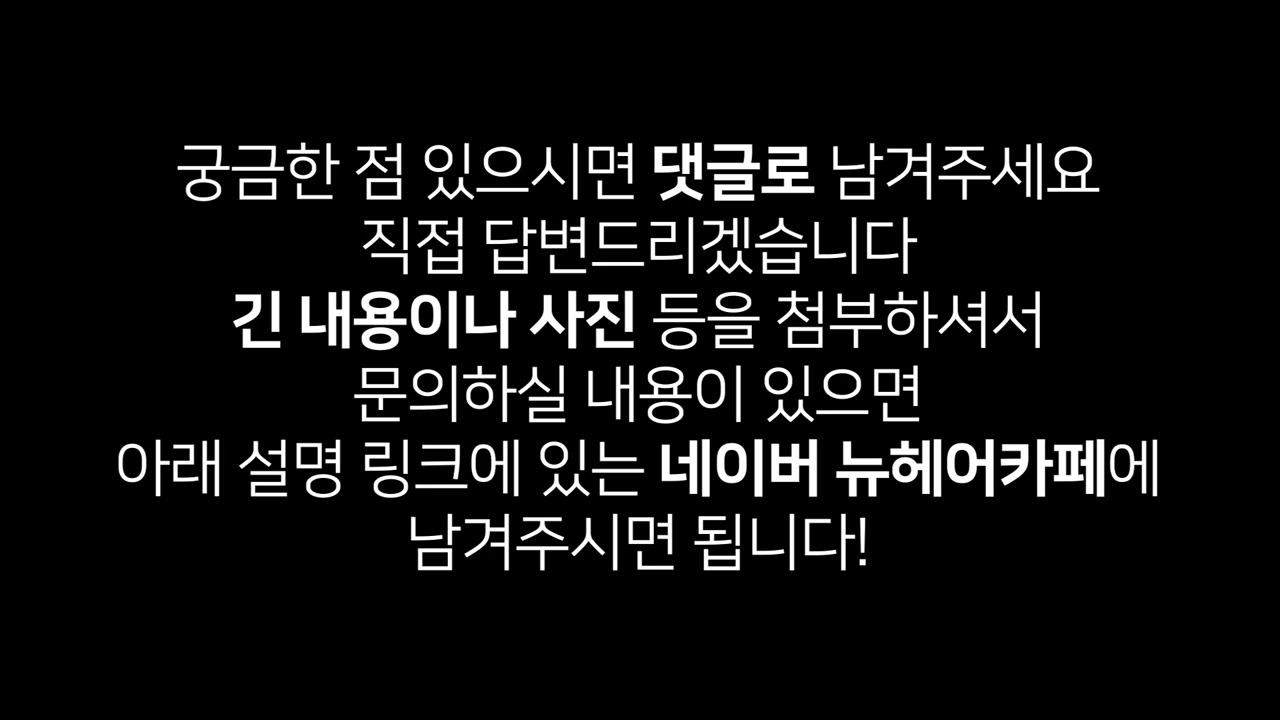 궁금한 점 있으시면 댓글로 남겨주세요
직접 답변드리겠습니다
긴 내용이나 사진 등을 첨부하셔서
문의하실 내용이 있으면
아래 설명 링크에 있는 네이버 뉴헤어카페에
남겨주시면 됩니다!